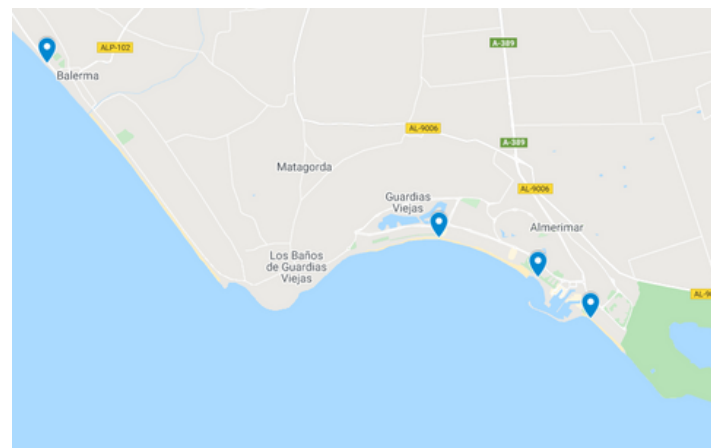 ALP-102
Balerma
A-389
AL-9006
A-389
Matagorda
AL-9006
Guardias
Viejas
Almerimar
Los Baños
de Guardias
Viejas
AL-90